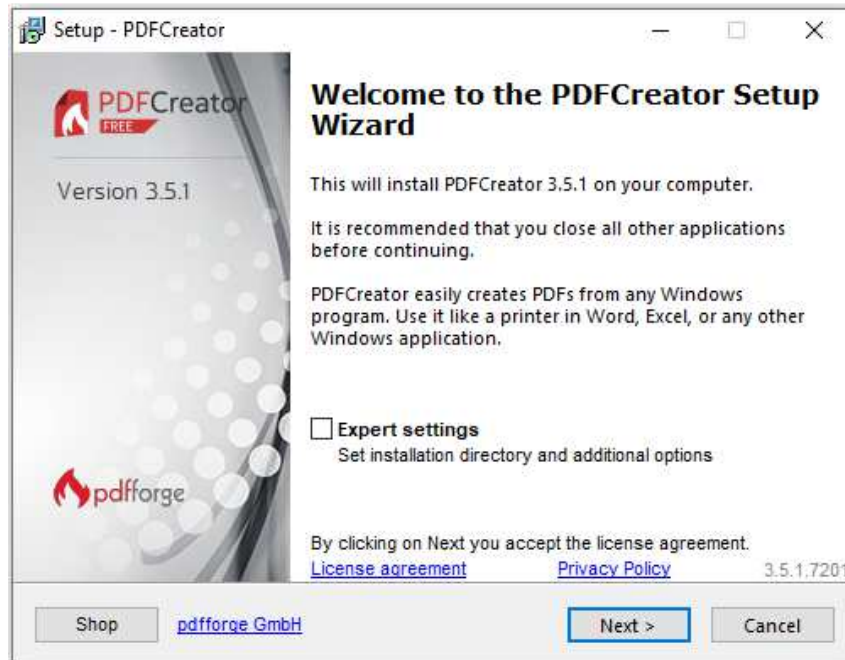 Setup - PDFCreator
PDFCreator
FREE
Version 3.5.1
Welcome to the PDFCreator Setup
Wizard
This will install PDFCreator 3.5.1 on your computer.
It is recommended that you close all other applications
before continuing.
PDFCreator easily creates PDFs from any Windows
program. Use it like a printer in Word, Excel, or any other
Windows application.
Expert settings
Set installation directory and additional options
pdfforge
By clicking on Next you accept the license agreement.
License agreement Privacy Policy 3.5.1.7201
Shop pdfforge GmbH Next > Cancel